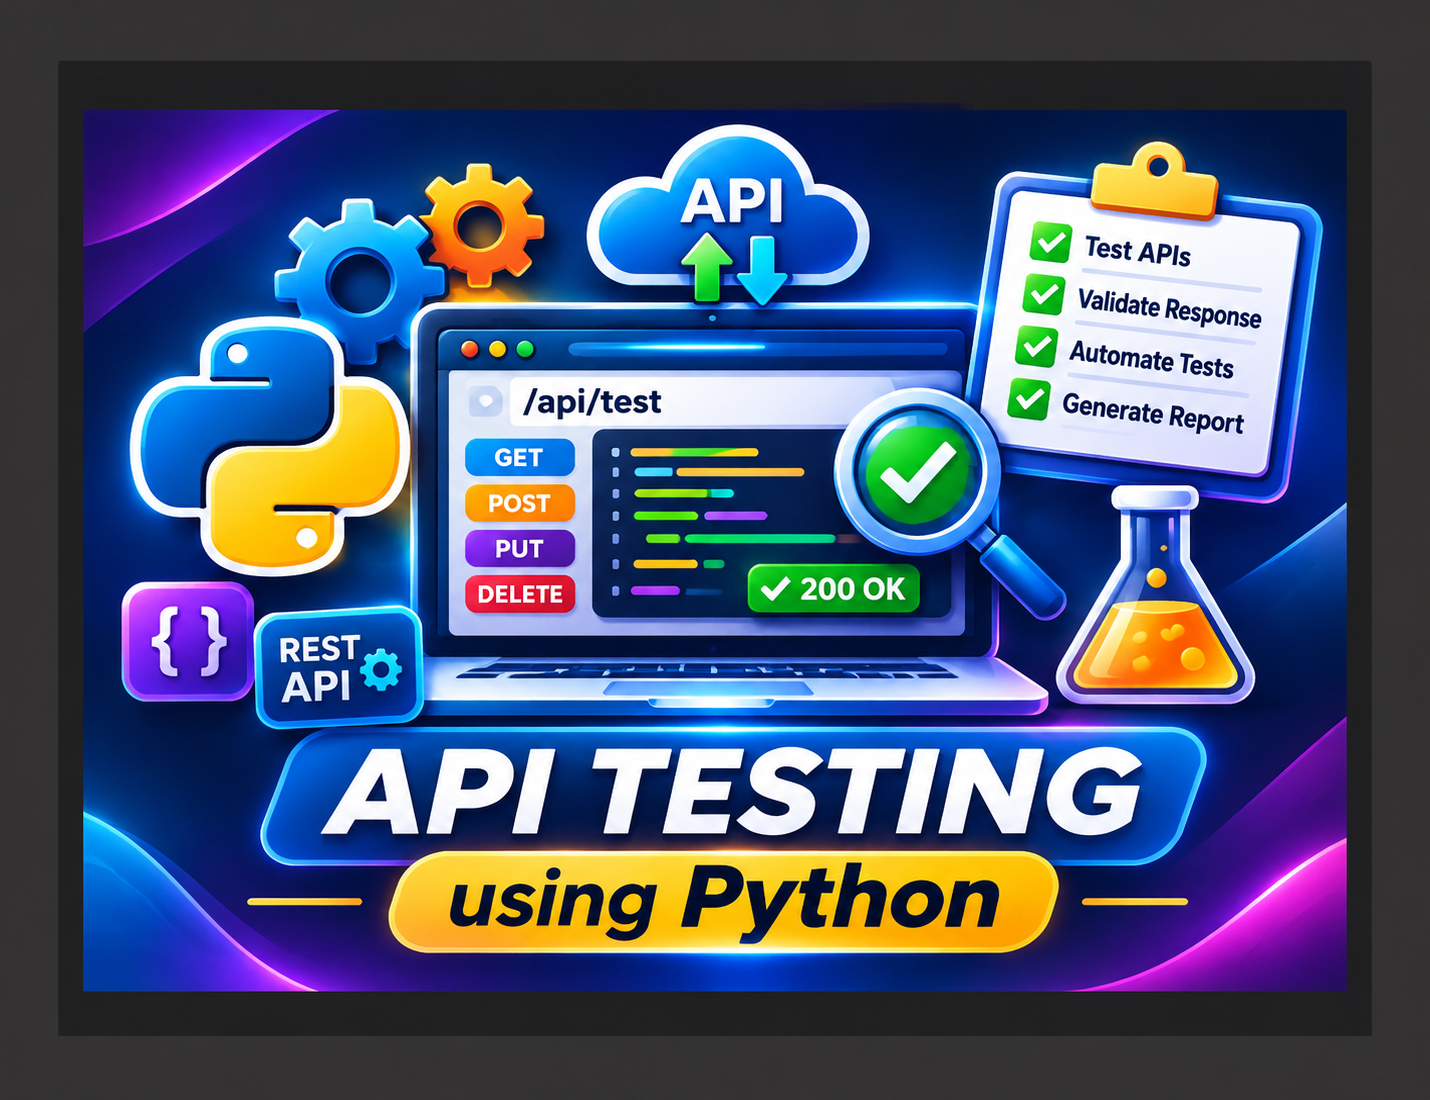 API
Test APIs
Validate Response
Automate Tests
Generate Report
/api/test
GET
POST
PUT
DELETE
200 OK
{ }
REST
API
API TESTING
using Python